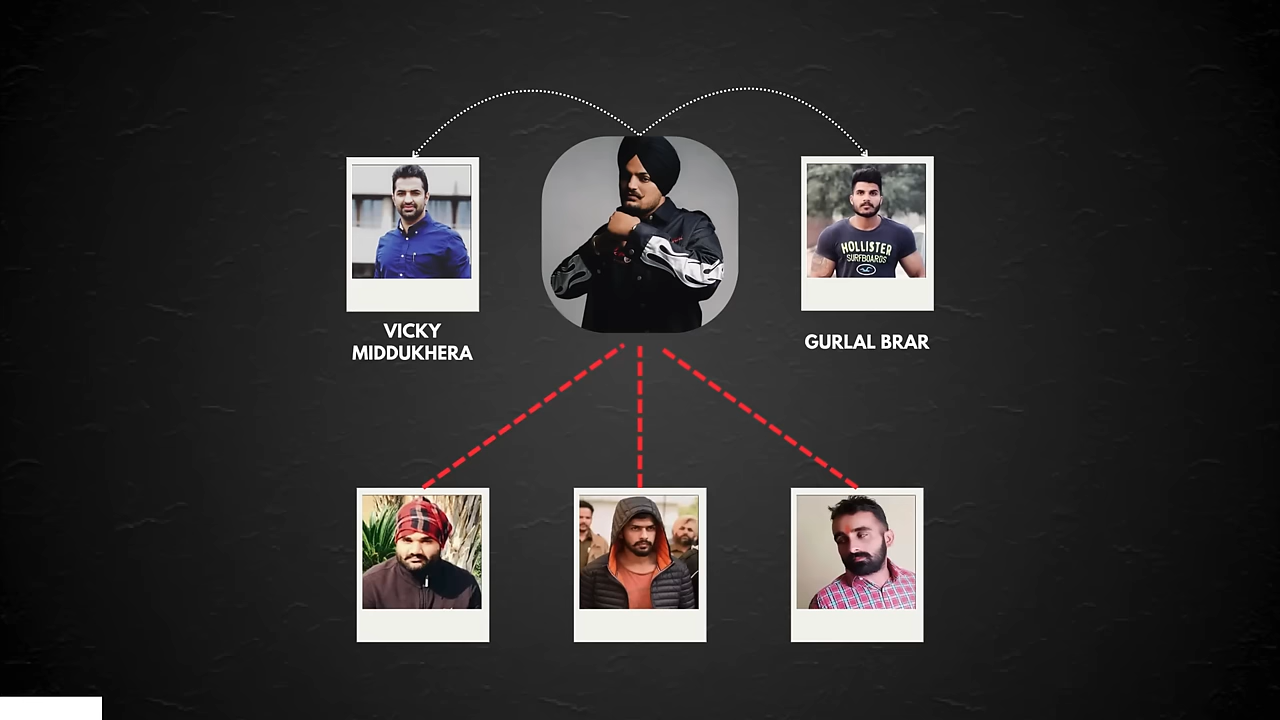 HOLLISTER
SURFBOARDS
VICKY
MIDDUKHERA
GURLAL BRAR